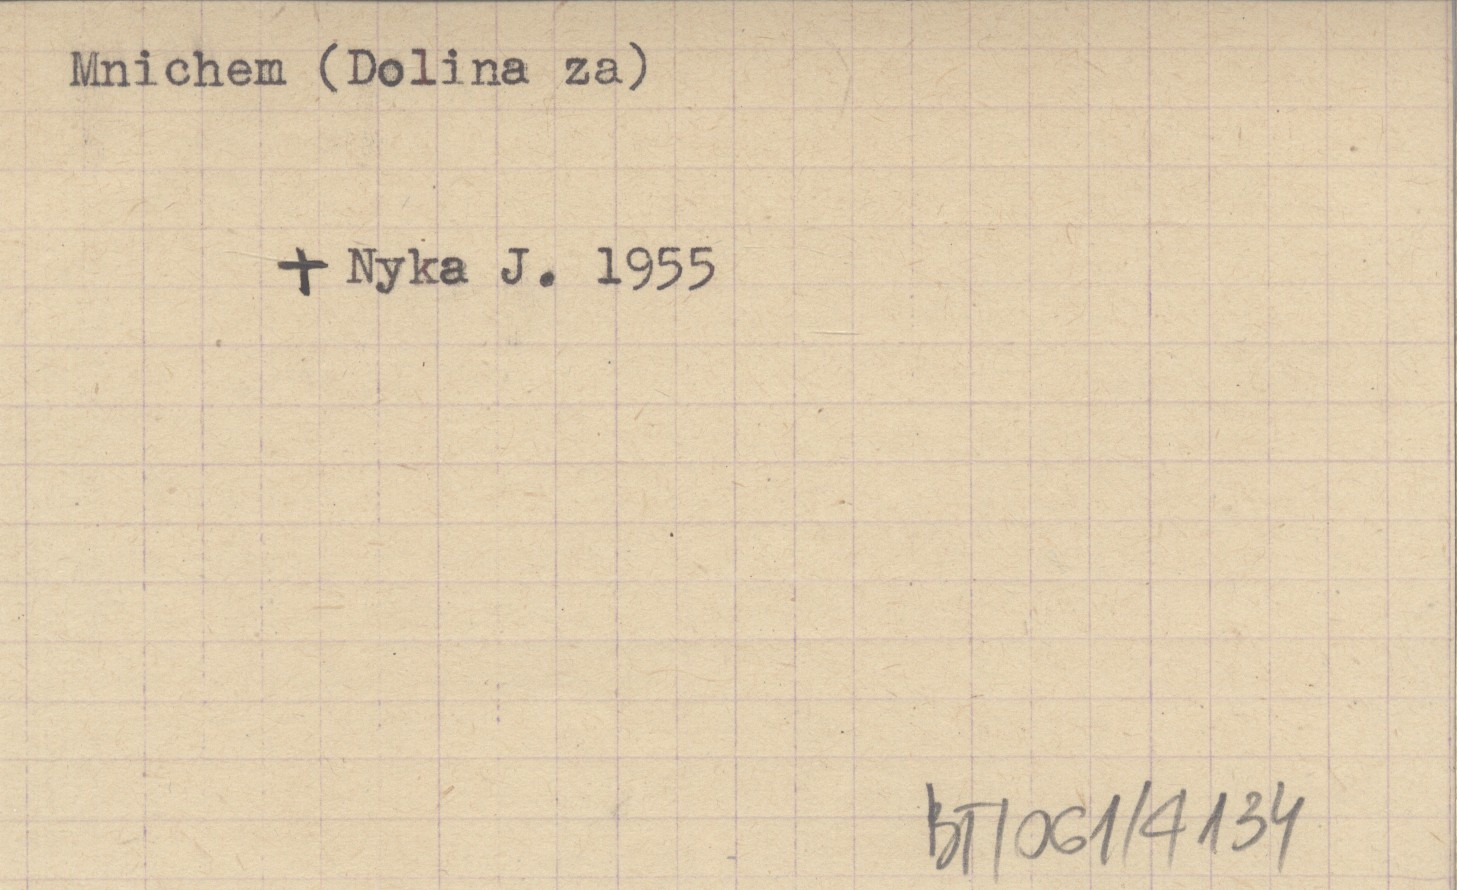 Mnichem (Dolina za)
+ Nyka J. 1955
BT/061/4134